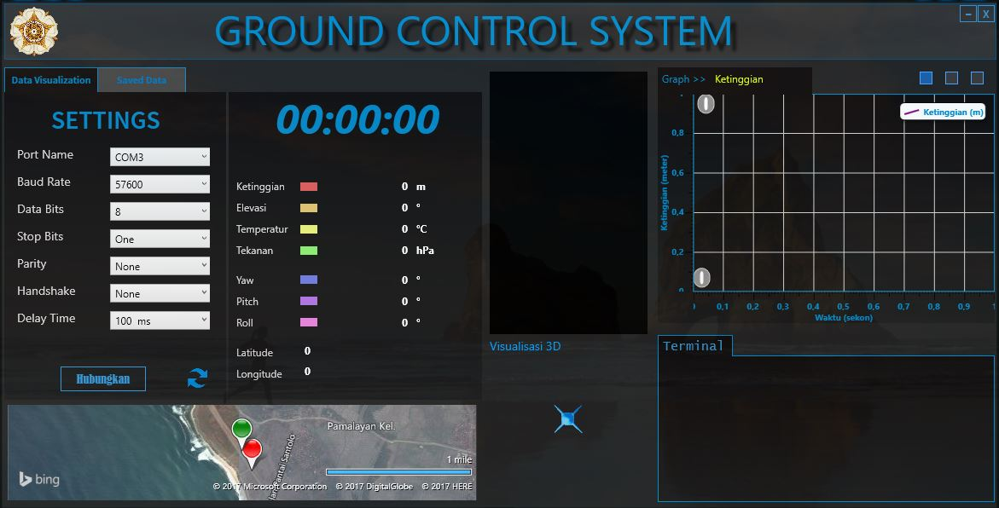 GROUND CONTROL SYSTEM
- X
Data Visualization Saved Data
SETTINGS
Port Name COM3
Baud Rate 57600
Data Bits 8
Stop Bits One
Parity None
Handshake None
Delay Time 100 ms
Hubungkan
00:00:00
Ketinggian 0 m
Elevasi 0 °
Temperatur 0 °C
Tekanan 0 hPa
Yaw 0 °
Pitch 0 °
Roll 0 °
Latitude 0
Longitude 0
Pamalayan Kel.
lan Pantai Santolo
1 mile
bing
© 2017 Microsoft Corporation © 2017 DigitalGlobe © 2017 HERE
Visualisasi 3D
Graph >> Ketinggian
Ketinggian (m)
Ketinggian (meter)
0,8
0,6
0,4
0,2
0
0,1 0,2 0,3 0,4 0,5 0,6 0,7 0,8 0,9 1
Waktu (sekon)
Terminal